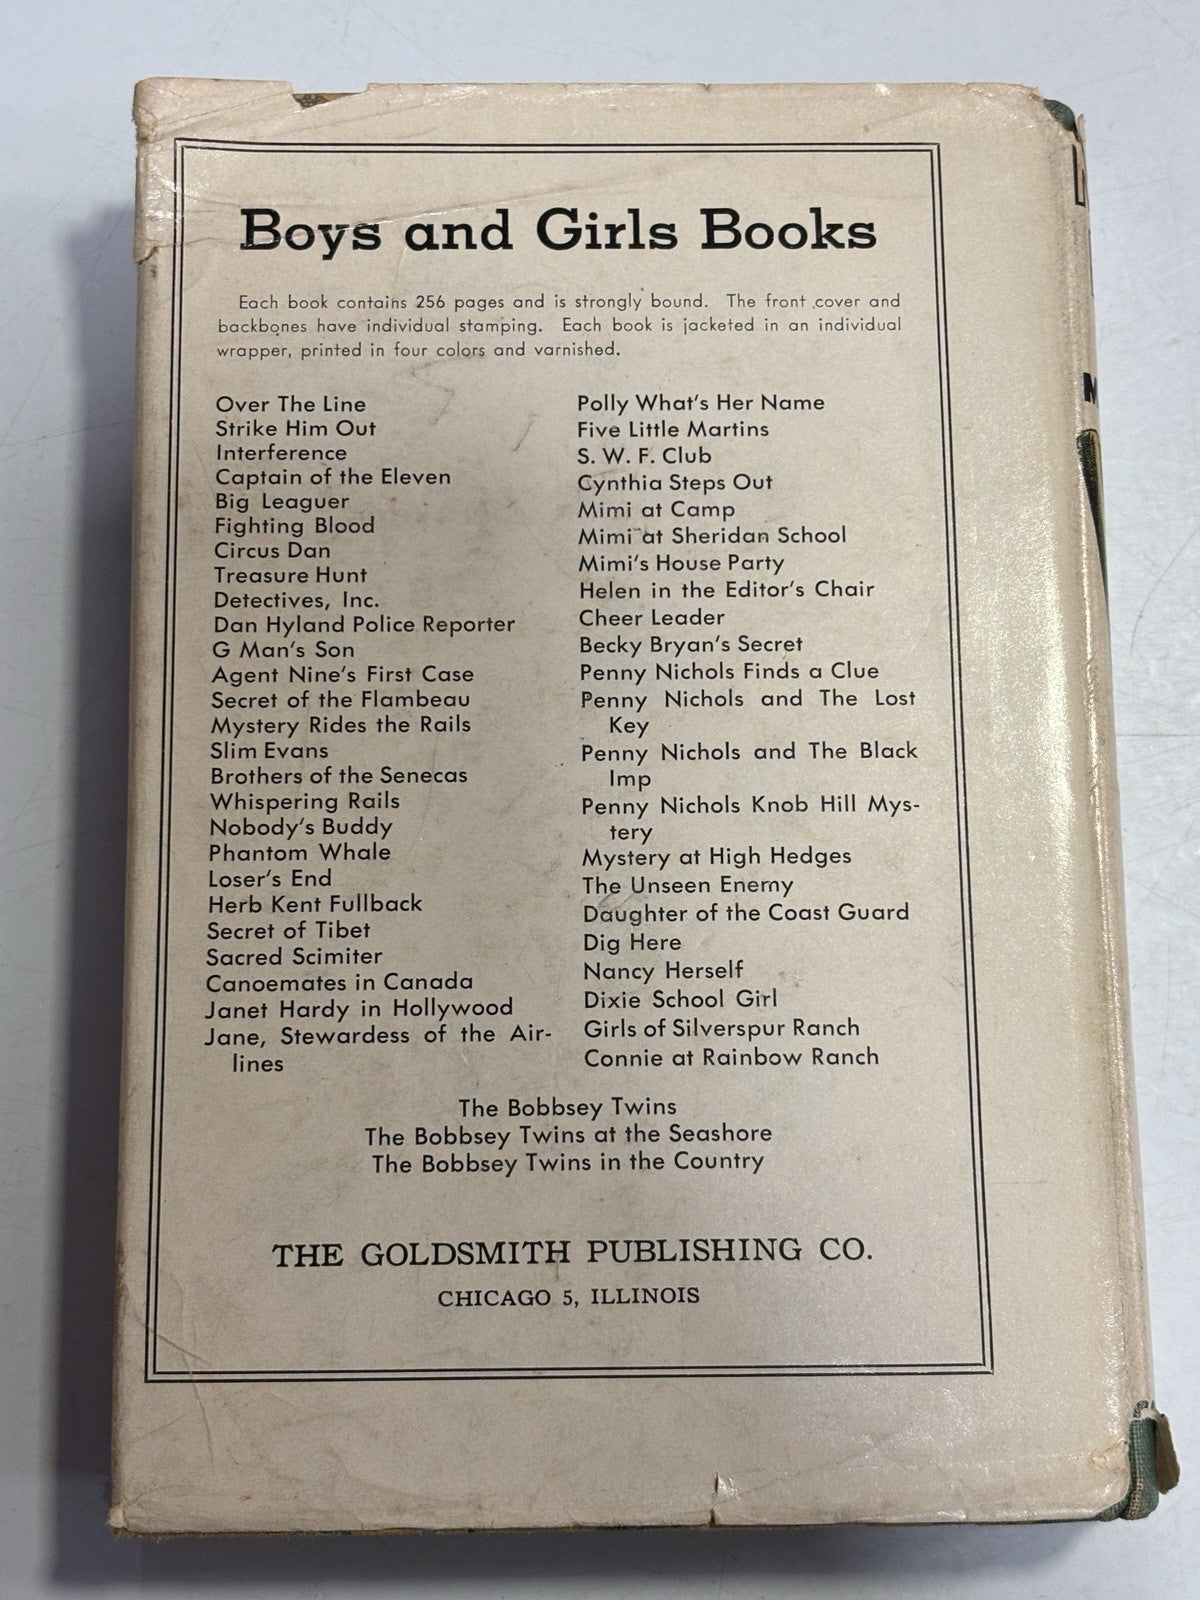 Boys and Girls Books
Each book contains 256 pages and is strongly bound. The front cover and
backbones have individual stamping. Each book is jacketed in an individual
wrapper, printed in four colors and varnished.
Over The Line
Strike Him Out
Interference
Captain of the Eleven
Big Leaguer
Fighting Blood
Circus Dan
Treasure Hunt
Detectives, Inc.
Dan Hyland Police Reporter
G Man's Son
Agent Nine's First Case
Secret of the Flambeau
Mystery Rides the Rails
Slim Evans
Brothers of the Senecas
Whispering Rails
Nobody's Buddy
Phantom Whale
Loser's End
Herb Kent Fullback
Secret of Tibet
Sacred Scimiter
Canoemates in Canada
Janet Hardy in Hollywood
Jane, Stewardess of the Air-
lines
Polly What's Her Name
Five Little Martins
S. W. F. Club
Cynthia Steps Out
Mimi at Camp
Mimi at Sheridan School
Mimi's House Party
Helen in the Editor's Chair
Cheer Leader
Becky Bryan's Secret
Penny Nichols Finds a Clue
Penny Nichols and The Lost
Key
Penny Nichols and The Black
Imp
Penny Nichols Knob Hill Mys-
tery
Mystery at High Hedges
The Unseen Enemy
Daughter of the Coast Guard
Dig Here
Nancy Herself
Dixie School Girl
Girls of Silverspur Ranch
Connie at Rainbow Ranch
The Bobbsey Twins
The Bobbsey Twins at the Seashore
The Bobbsey Twins in the Country
THE GOLDSMITH PUBLISHING CO.
CHICAGO 5, ILLINOIS